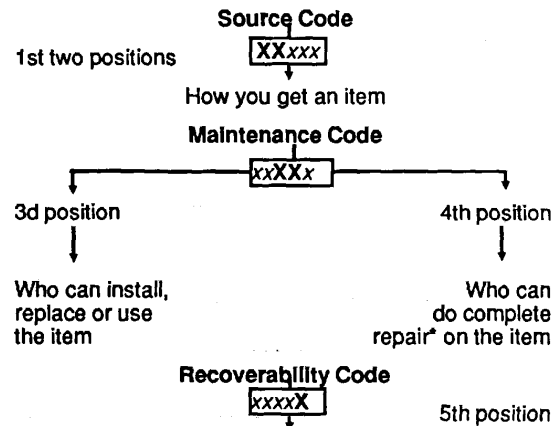 Source Code
1st two positions
XXxxx
How you get an item
Maintenance Code
xxXXx
3d position
4th position
Who can install,
replace or use
the item
Who can
do complete
repair* on the item
Recoverability Code
xxxxX
5th position